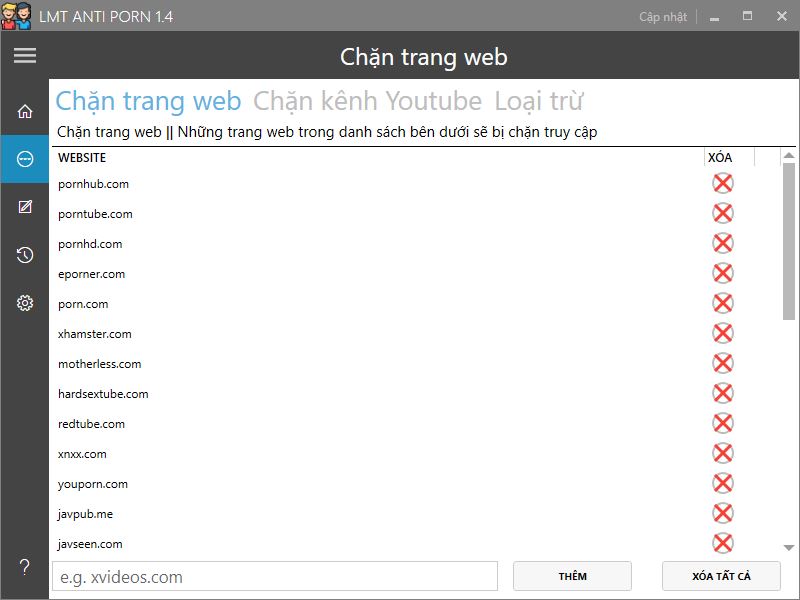 LMT ANTI PORN 1.4 Cập nhật
Chặn trang web
Chặn trang web Chặn kênh Youtube Loại trừ
Chặn trang web || Những trang web trong danh sách bên dưới sẽ bị chặn truy cập
WEBSITE XÓA
pornhub.com
porntube.com
pornhd.com
eporner.com
porn.com
xhamster.com
motherless.com
hardsextube.com
redtube.com
xnxx.com
youporn.com
javpub.me
javseen.com
?
e.g. xvideos.com THÊM XÓA TẤT CẢ